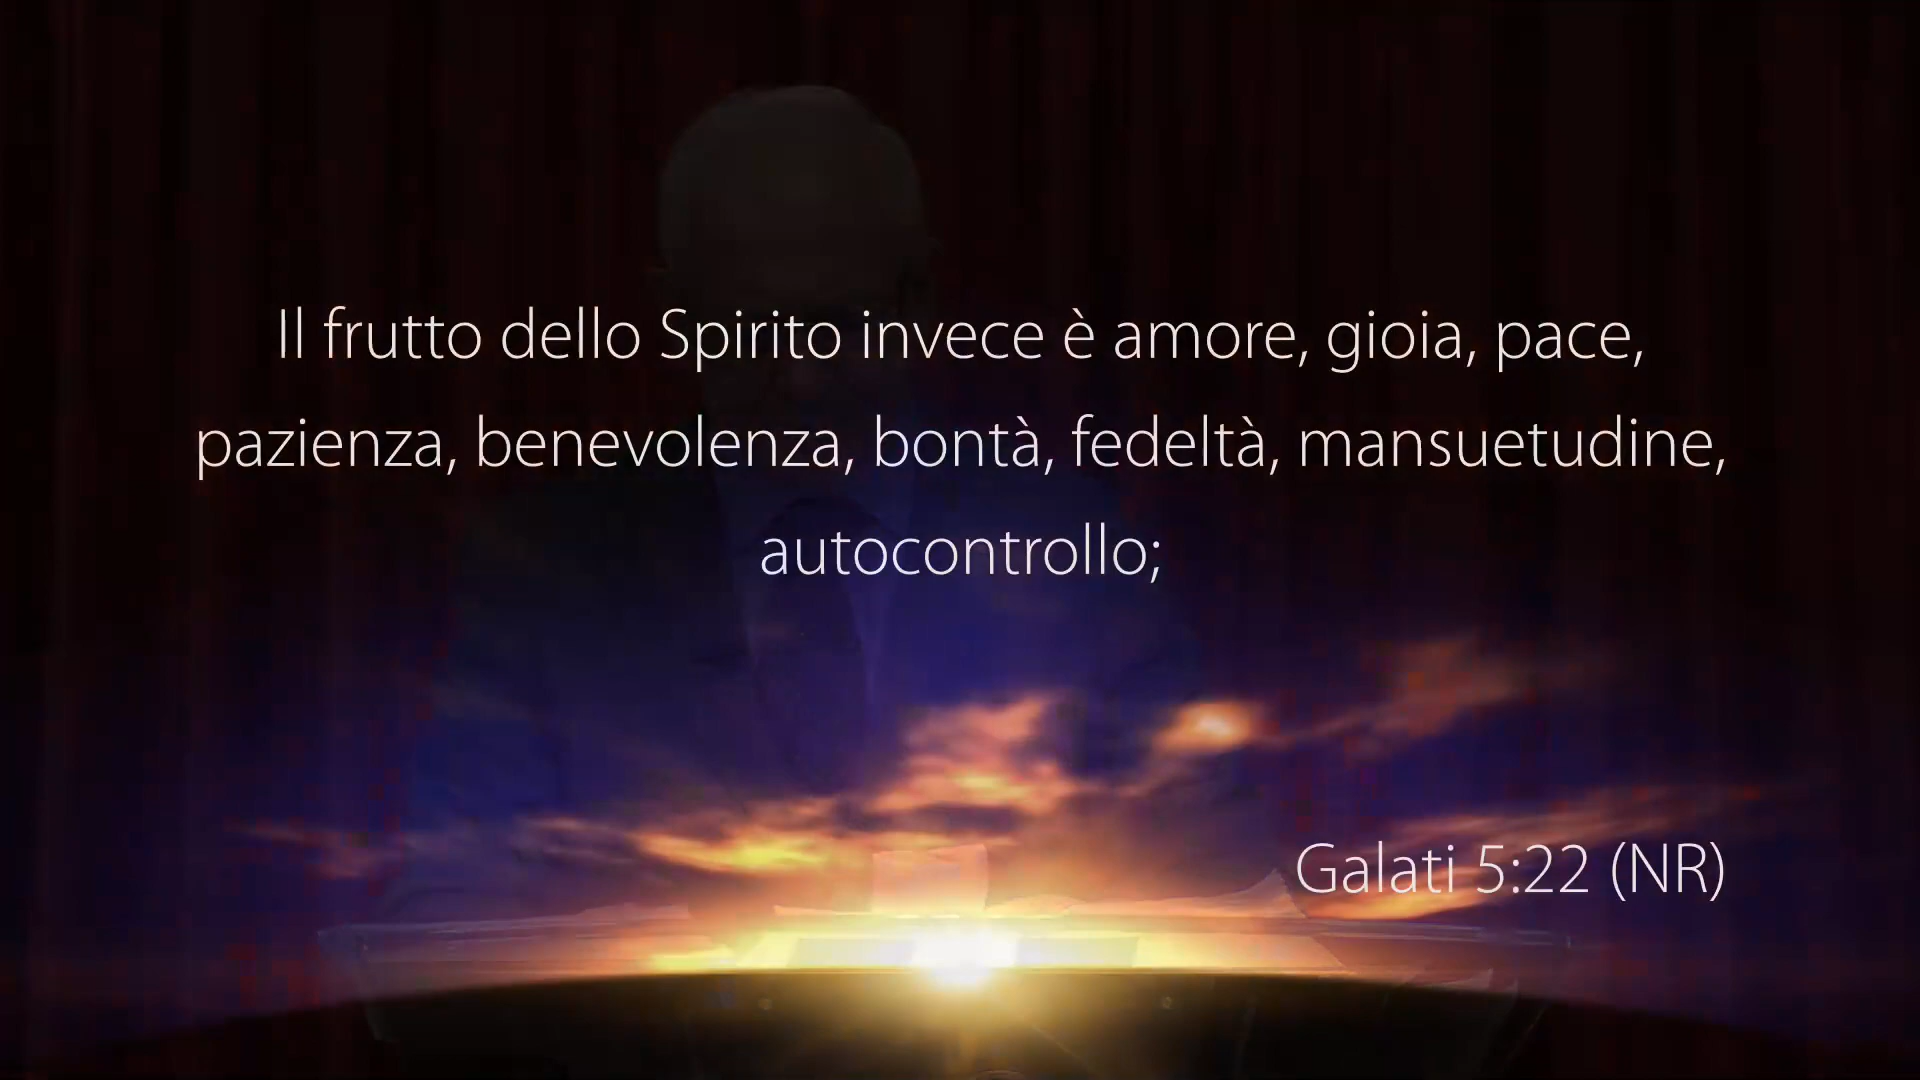 Il frutto dello Spirito invece è amore, gioia, pace,
pazienza, benevolenza, bontà, fedeltà, mansuetudine,
autocontrollo;
Galati 5:22 (NR)